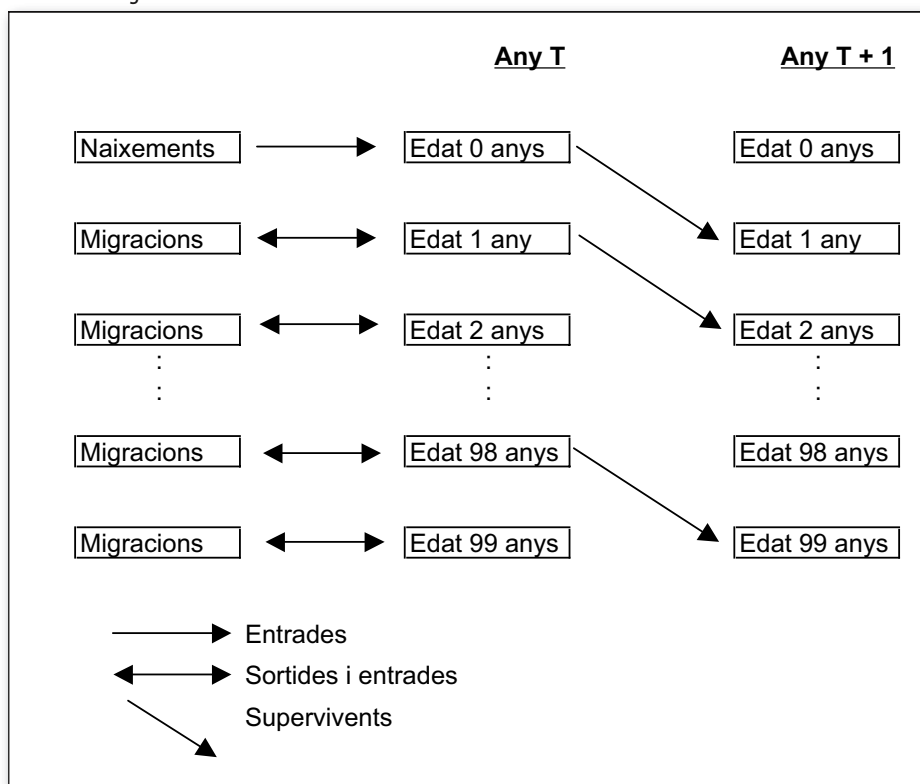 Any T Any T + 1
Naixements Edat 0 anys Edat 0 anys
Migracions Edat 1 any Edat 1 any
Migracions Edat 2 anys Edat 2 anys
: : :
: : :
Migracions Edat 98 anys Edat 98 anys
Migracions Edat 99 anys Edat 99 anys
Entrades
Sortides i entrades
Supervivents